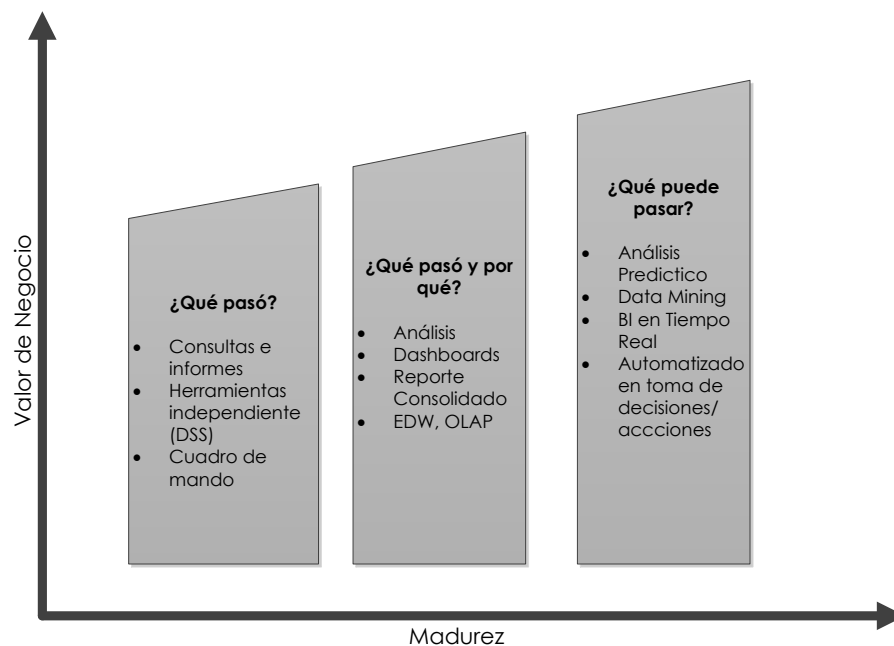 Valor de Negocio
¿Qué pasó?
• Consultas e
informes
• Herramientas
independiente
(DSS)
• Cuadro de
mando
¿Qué pasó y por
qué?
• Análisis
• Dashboards
• Reporte
Consolidado
• EDW, OLAP
¿Qué puede
pasar?
• Análisis
Predictico
• Data Mining
• BI en Tiempo
Real
• Automatizado
en toma de
decisiones/
accciones
Madurez